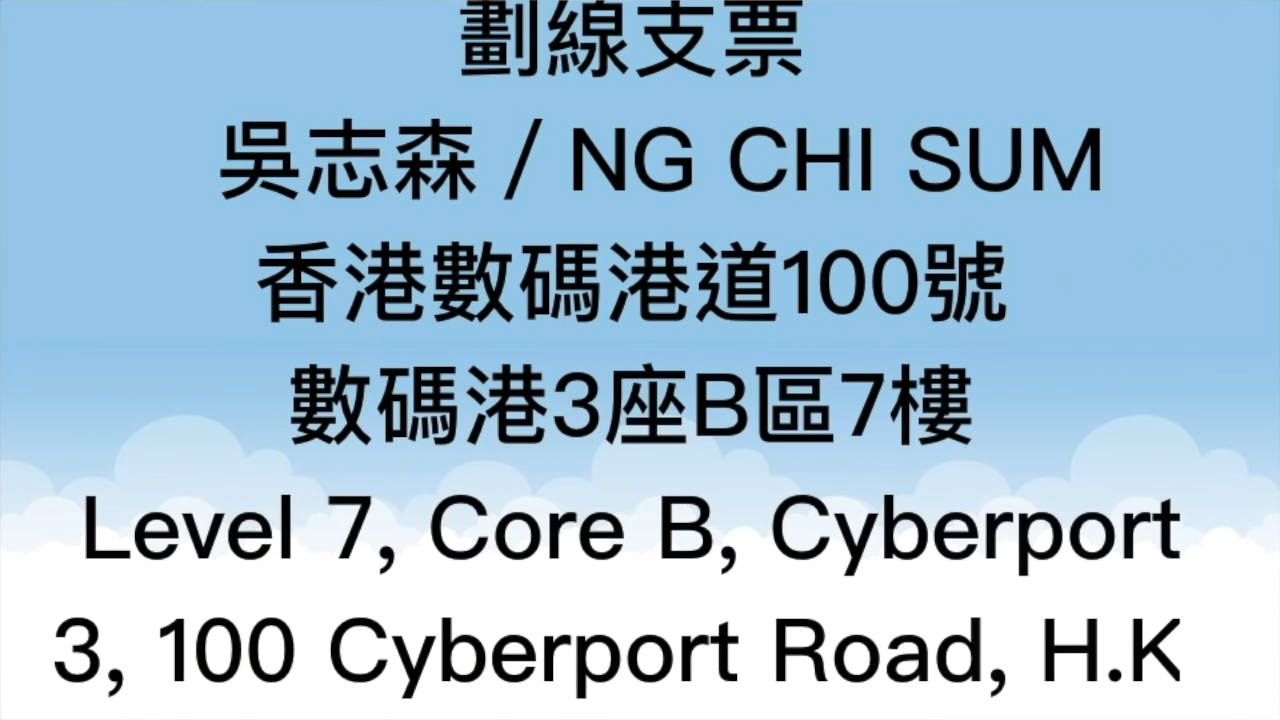 劃線支票
吳志森 / NG CHI SUM
香港數碼港道100號
數碼港3座B區7樓
Level 7, Core B, Cyberport
3, 100 Cyberport Road, H.K